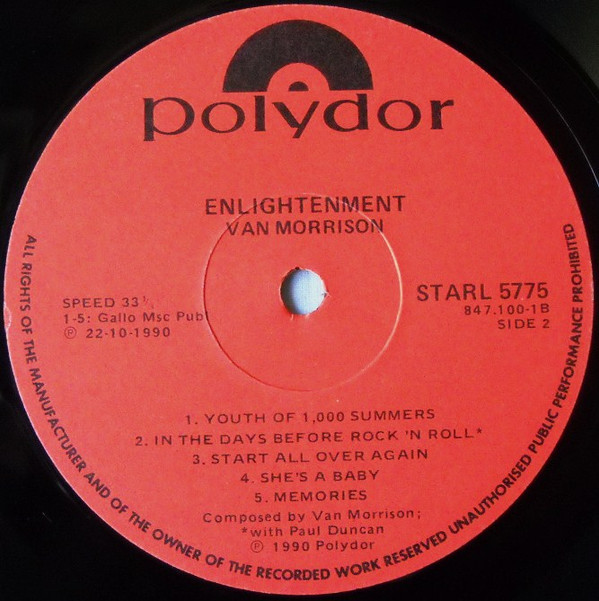 polydor
ENLIGHTENMENT
VAN MORRISON
SPEED 33⅓
1-5: Gallo Msc Pub
℗ 22-10-1990
STARL 5775
847.100-1B
SIDE 2
1. YOUTH OF 1,000 SUMMERS
2. IN THE DAYS BEFORE ROCK 'N ROLL*
3. START ALL OVER AGAIN
4. SHE'S A BABY
5. MEMORIES
Composed by Van Morrison;
*with Paul Duncan
℗ 1990 Polydor
ALL RIGHTS OF THE MANUFACTURER AND OF THE OWNER OF THE RECORDED WORK RESERVED UNAUTHORISED PUBLIC PERFORMANCE PROHIBITED